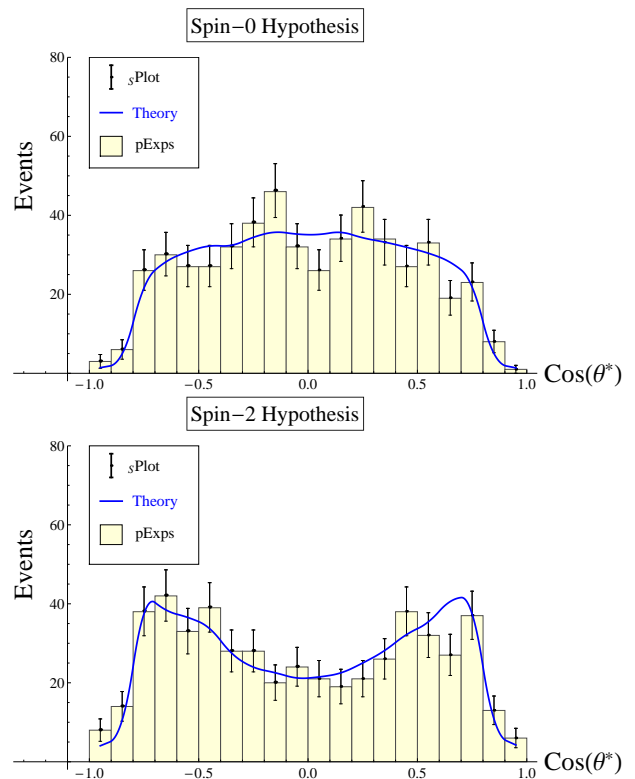 Spin−0 Hypothesis
80
sPlot
Theory
pExps
60
Events
40
20
−1.0 −0.5 0.0 0.5 1.0
Cos(θ*)
Spin−2 Hypothesis
80
sPlot
Theory
pExps
60
Events
40
20
−1.0 −0.5 0.0 0.5 1.0
Cos(θ*)